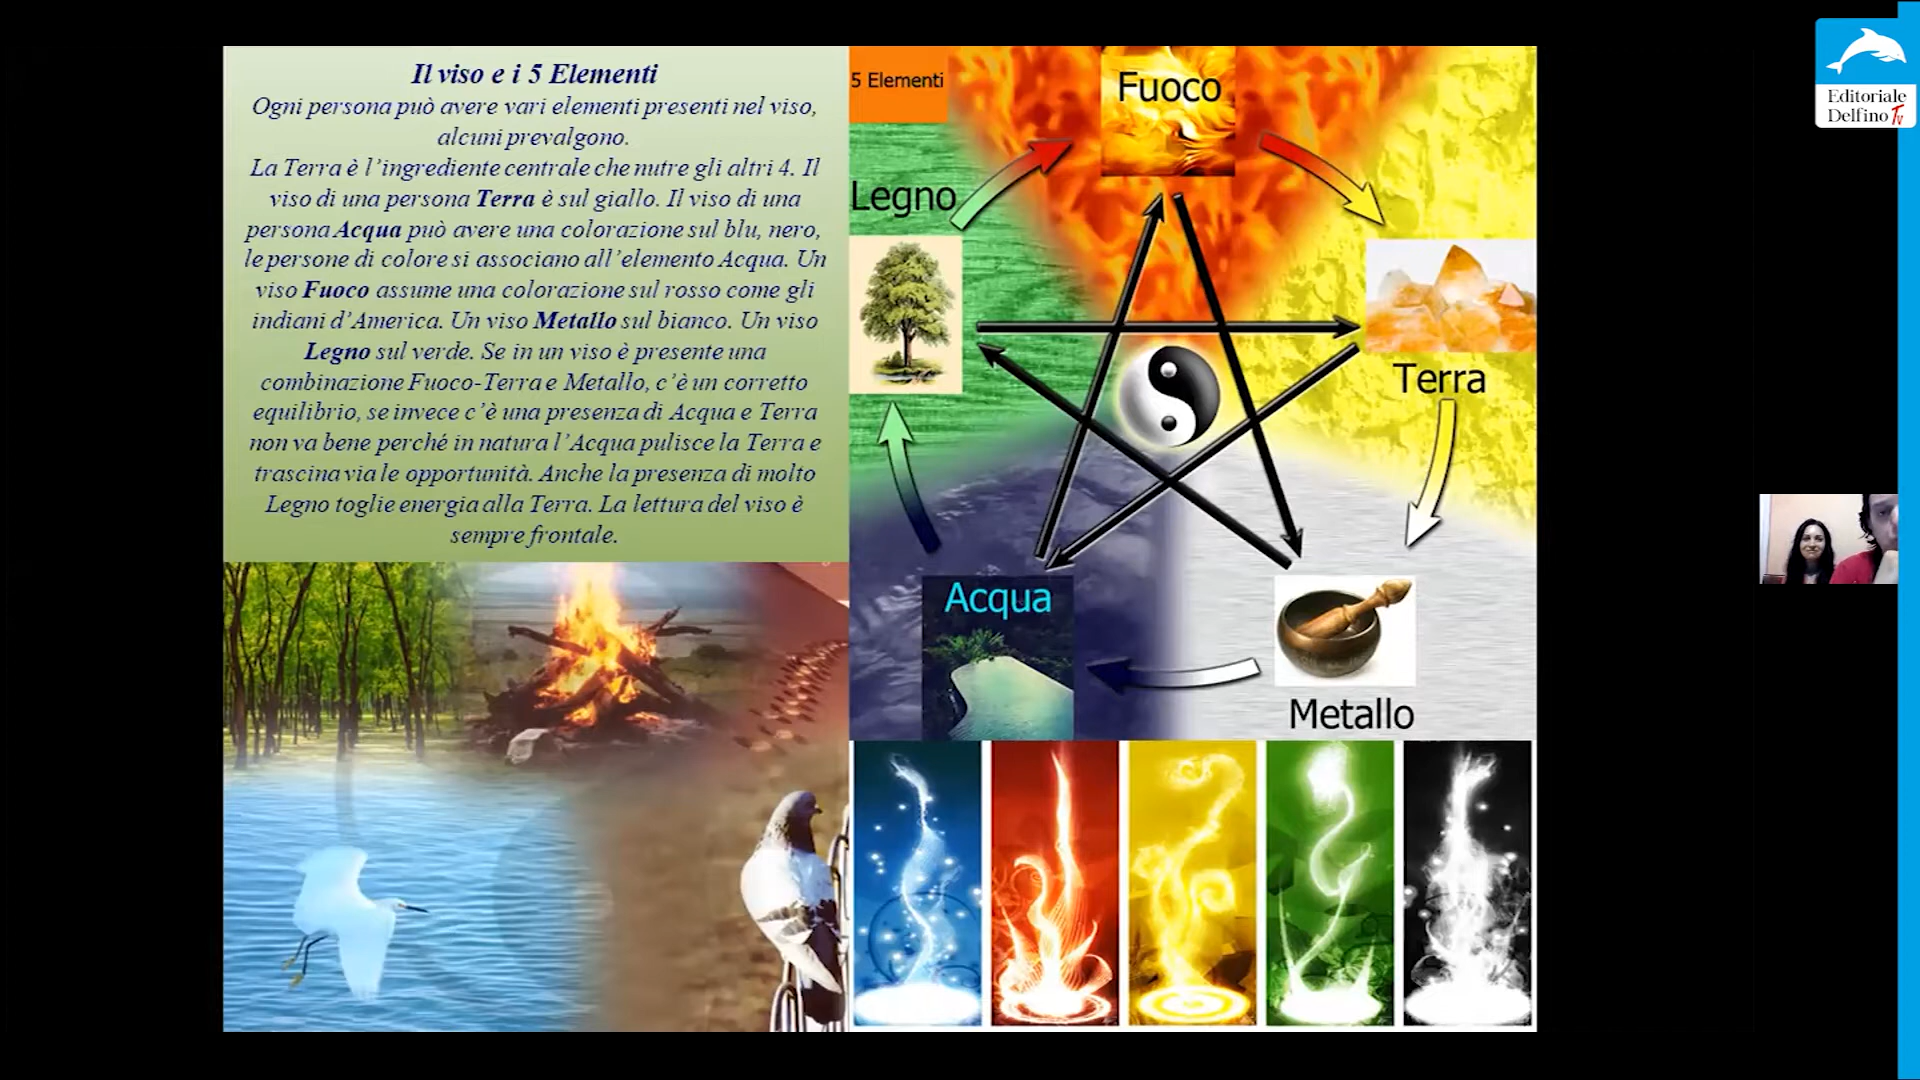 Il viso e i 5 Elementi
Ogni persona può avere vari elementi presenti nel viso,
alcuni prevalgono.
La Terra è l’ingrediente centrale che nutre gli altri 4. Il
viso di una persona Terra è sul giallo. Il viso di una
persona Acqua può avere una colorazione sul blu, nero,
le persone di colore si associano all’elemento Acqua. Un
viso Fuoco assume una colorazione sul rosso come gli
indiani d’America. Un viso Metallo sul bianco. Un viso
Legno sul verde. Se in un viso è presente una
combinazione Fuoco-Terra e Metallo, c’è un corretto
equilibrio, se invece c’è una presenza di Acqua e Terra
non va bene perché in natura l’Acqua pulisce la Terra e
trascina via le opportunità. Anche la presenza di molto
Legno toglie energia alla Terra. La lettura del viso è
sempre frontale.
5 Elementi
Fuoco
Legno
Terra
Acqua
Metallo
Editoriale
Delfino Tv